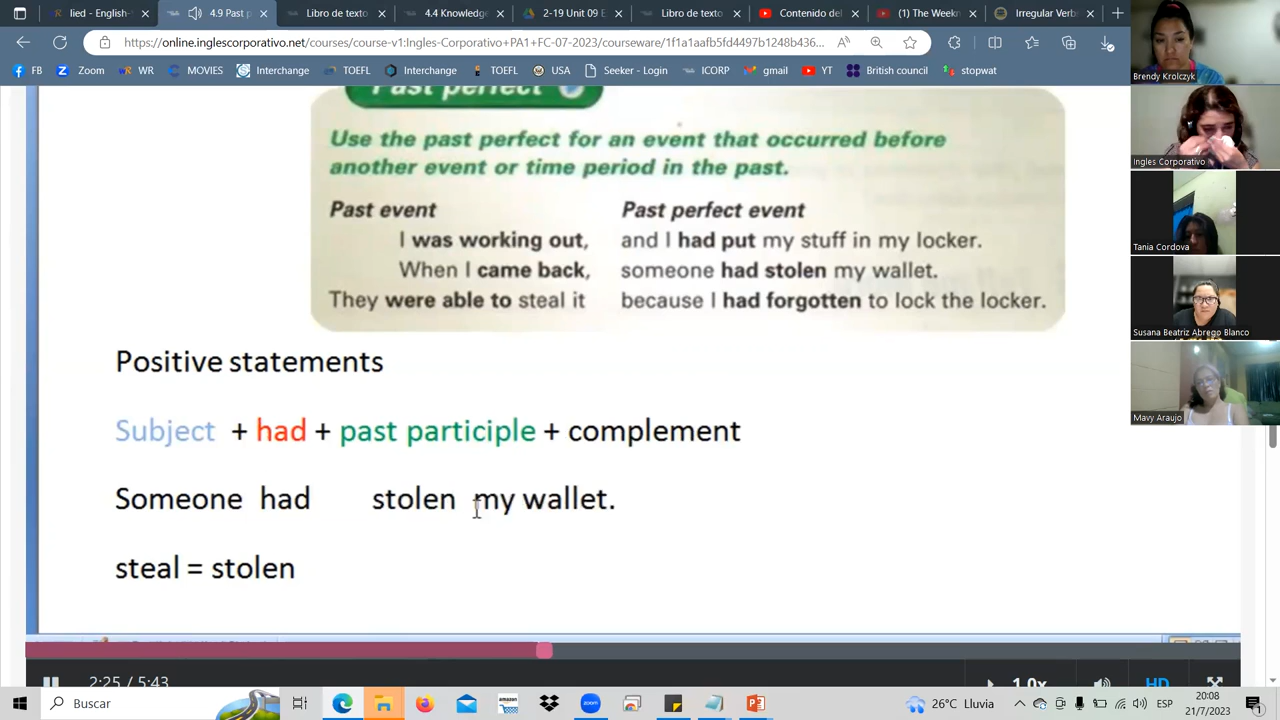 lied - English-
4.9 Past p
Libro de texto
4.4 Knowledge
2-19 Unit 09 E
Libro de texto
Contenido del
(1) The Weekn
Irregular Verb
https://online.inglescorporativo.net/courses/course-v1:Ingles-Corporativo+PA1+FC-07-2023/courseware/1f1a1aafb5fd4497b1248b436...
FB
Zoom
WR
MOVIES
Interchange
TOEFL
Interchange
TOEFL
USA
Seeker - Login
ICORP
gmail
YT
British council
stopwat
Past perfect
Use the past perfect for an event that occurred before
another event or time period in the past.
Past event Past perfect event
I was working out, and I had put my stuff in my locker.
When I came back, someone had stolen my wallet.
They were able to steal it because I had forgotten to lock the locker.
Positive statements
Subject + had + past participle + complement
Someone had stolen my wallet.
steal = stolen
2:25 / 5:43
1.0x
HD
Brendy Krolczyk
Ingles Corporativo
Tania Cordova
Susana Beatriz Abrego Blanco
Mavy Araujo
Buscar
26°C Lluvia
ESP
20:08
21/7/2023